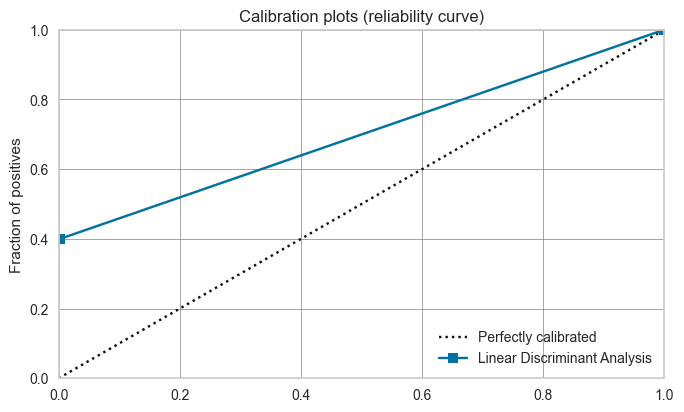 Calibration plots (reliability curve)
1.0
0.8
0.6
0.4
0.2
0.0
Fraction of positives
Perfectly calibrated
Linear Discriminant Analysis
0.0 0.2 0.4 0.6 0.8 1.0